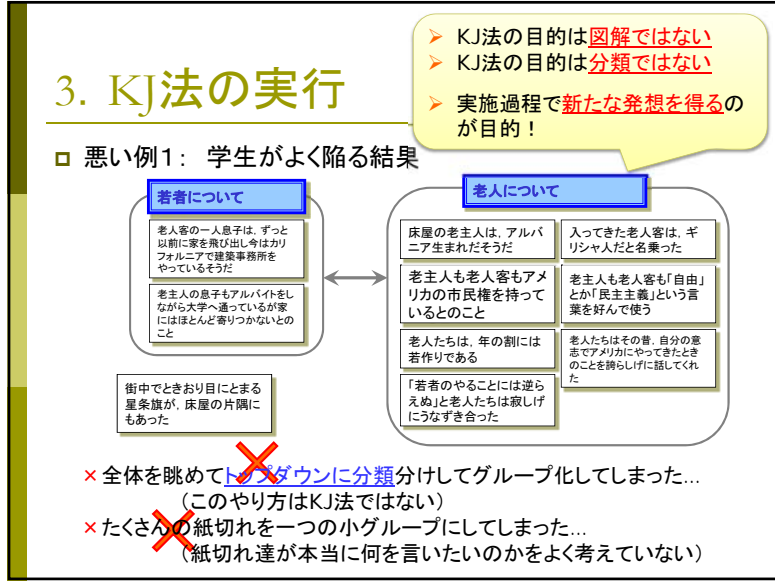 ➢ KJ法の目的は図解ではない
➢ KJ法の目的は分類ではない
➢ 実施過程で新たな発想を得るの
が目的！
3. KJ法の実行
悪い例1： 学生がよく陥る結果
若者について
老人客の一人息子は，ずっと
以前に家を飛び出し今はカリ
フォルニアで建築事務所を
やっているそうだ
老主人の息子もアルバイトをし
ながら大学へ通っているが家
にはほとんど寄りつかないとの
こと
老人について
床屋の老主人は，アルバ
ニア生まれだそうだ
入ってきた老人客は，ギ
リシャ人だと名乗った
老主人も老人客もアメ
リカの市民権を持って
いるとのこと
老主人も老人客も「自由」
とか「民主主義」という言
葉を好んで使う
老人たちは，年の割には
若作りである
老人たちはその昔，自分の意
志でアメリカにやってきたとき
のことを誇らしげに話してくれ
た
「若者のやることには逆ら
えぬ」と老人たちは寂しげ
にうなずき合った
街中でときおり目にとまる
星条旗が，床屋の片隅に
もあった
×全体を眺めてトップダウンに分類分けしてグループ化してしまった…
（このやり方はKJ法ではない）
×たくさんの紙切れを一つの小グループにしてしまった…
（紙切れ達が本当に何を言いたいのかをよく考えていない）